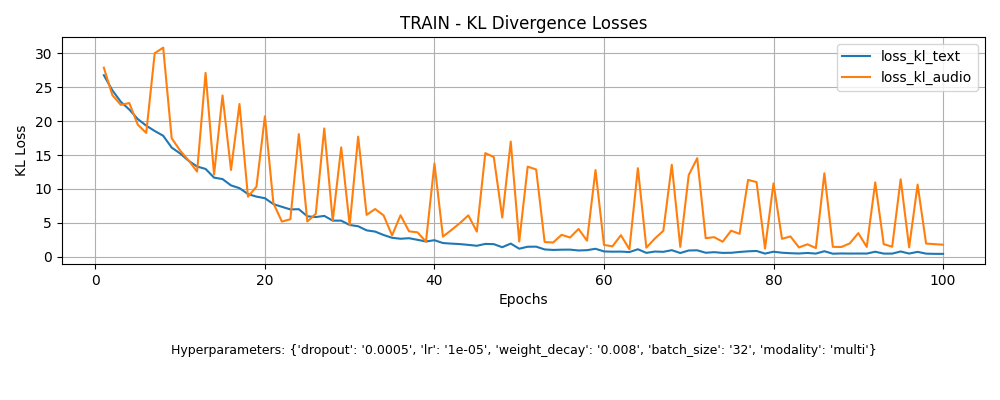 TRAIN - KL Divergence Losses
KL Loss
30
25
20
15
10
5
0
loss_kl_text
loss_kl_audio
0 20 40 60 80 100
Epochs
Hyperparameters: {'dropout': '0.0005', 'lr': '1e-05', 'weight_decay': '0.008', 'batch_size': '32', 'modality': 'multi'}